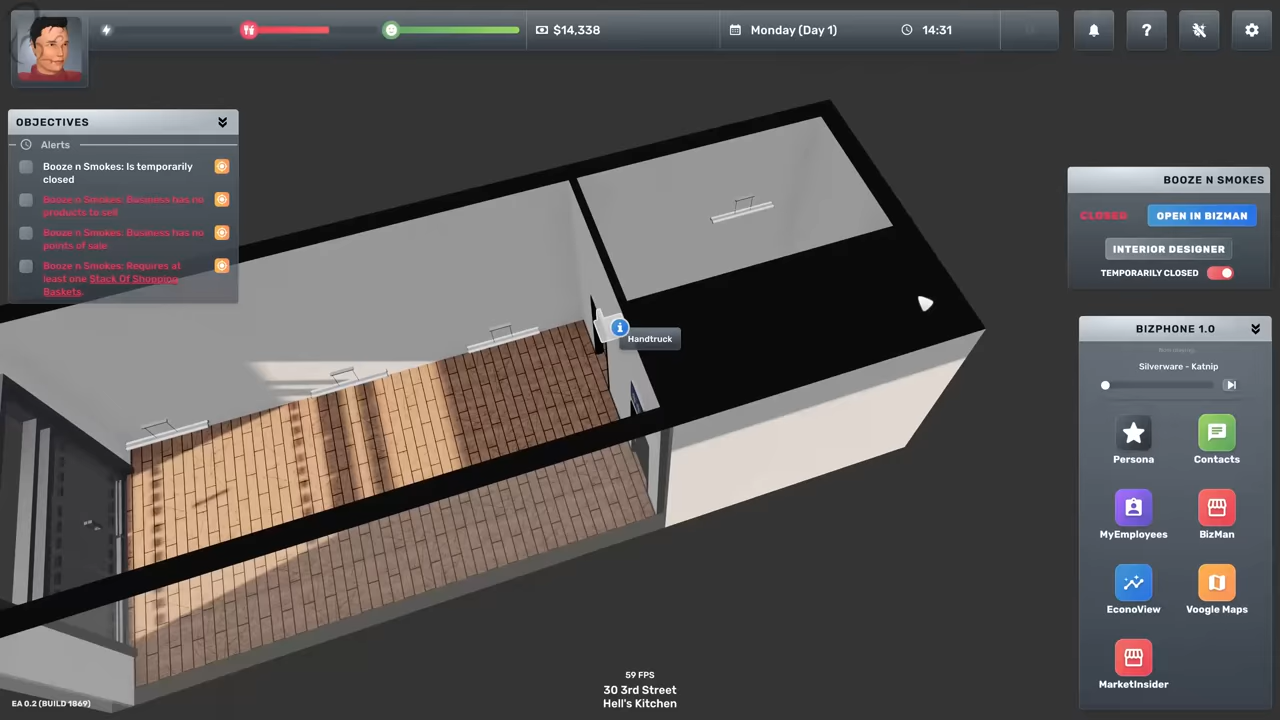 $14,338
Monday (Day 1)
14:31
?
OBJECTIVES
Alerts
Booze n Smokes: Is temporarily
closed
Booze n Smokes: Business has no
products to sell
Booze n Smokes: Business has no
points of sale
Booze n Smokes: Requires at
least one Stack Of Shopping
Baskets.
Handtruck
BOOZE N SMOKES
CLOSED
OPEN IN BIZMAN
INTERIOR DESIGNER
TEMPORARILY CLOSED
BIZPHONE 1.0
Silverware - Katnip
Persona
Contacts
MyEmployees
BizMan
EconoView
Voogle Maps
MarketInsider
59 FPS
30 3rd Street
Hell's Kitchen
EA 0.2 (BUILD 1869)